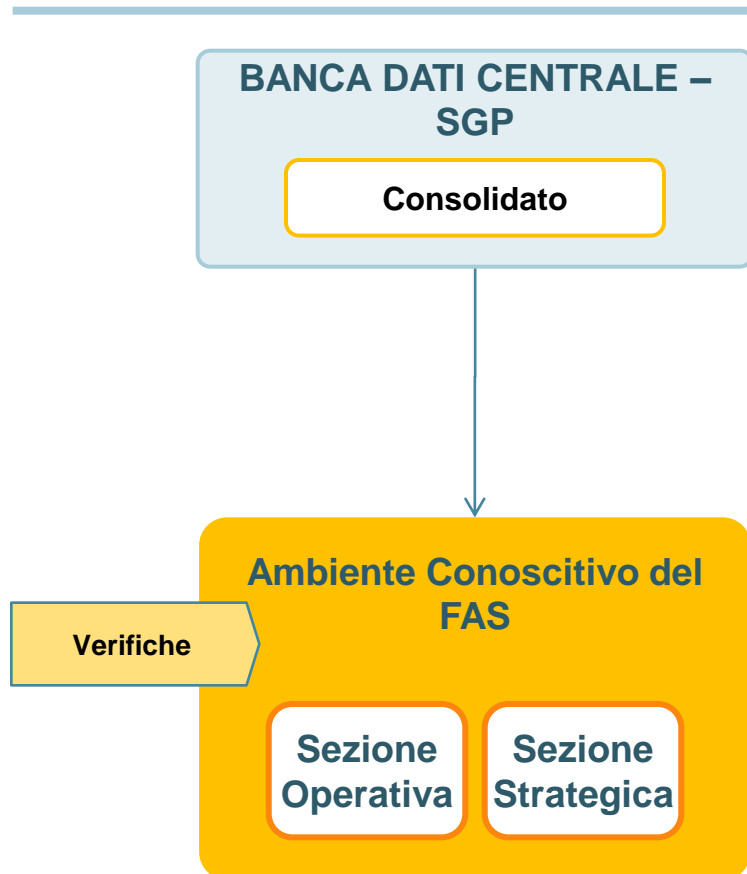 BANCA DATI CENTRALE –
SGP
Consolidato
Ambiente Conoscitivo del
FAS
Verifiche
Sezione
Operativa
Sezione
Strategica